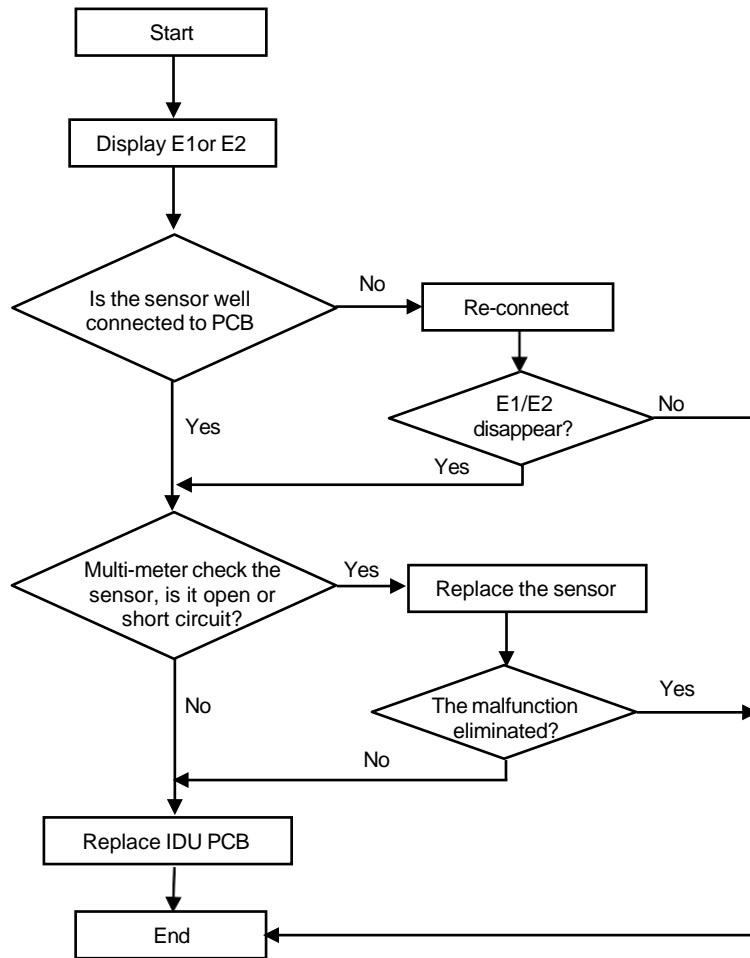 Start
Display E1or E2
Is the sensor well
connected to PCB
No
Re-connect
E1/E2
disappear?
No
Yes
Yes
Multi-meter check the
sensor, is it open or
short circuit?
Yes
Replace the sensor
The malfunction
eliminated?
Yes
No
No
Replace IDU PCB
End